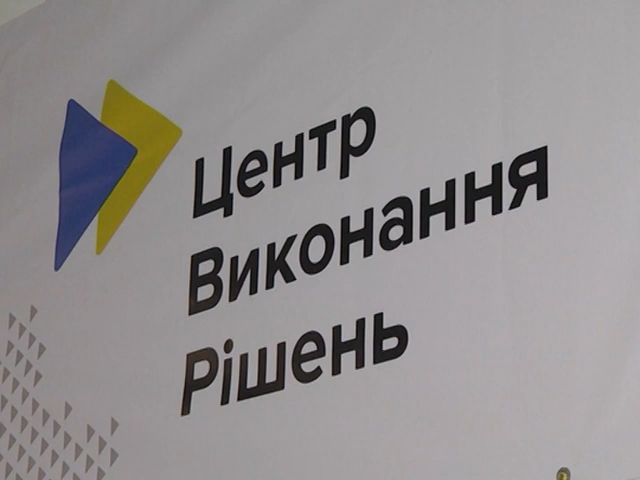 Центр
Виконання
Рішень